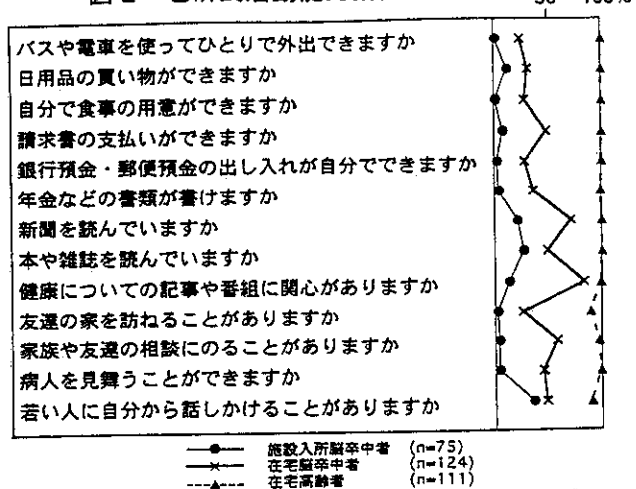 50 100%
バスや電車を使ってひとりで外出できますか
日用品の買い物ができますか
自分で食事の用意ができますか
請求書の支払いができますか
銀行預金・郵便預金の出し入れが自分でできますか
年金などの書類が書けますか
新聞を読んでいますか
本や雑誌を読んでいますか
健康についての記事や番組に関心がありますか
友達の家を訪ねることがありますか
家族や友達の相談にのることがありますか
病人を見舞うことができますか
若い人に自分から話しかけることがありますか
施設入所脳卒中者 (n=75)
在宅脳卒中者 (n=124)
在宅高齢者 (n=111)